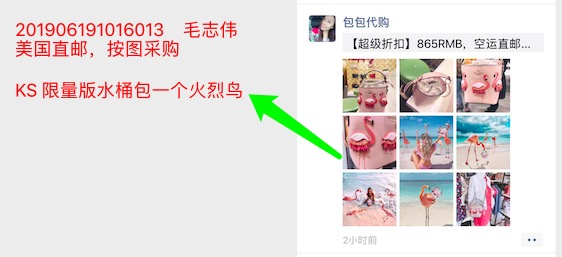 201906191016013 毛志伟
美国直邮，按图采购
KS 限量版水桶包一个火烈鸟
包包代购
【超级折扣】865RMB，空运直邮...
2小时前